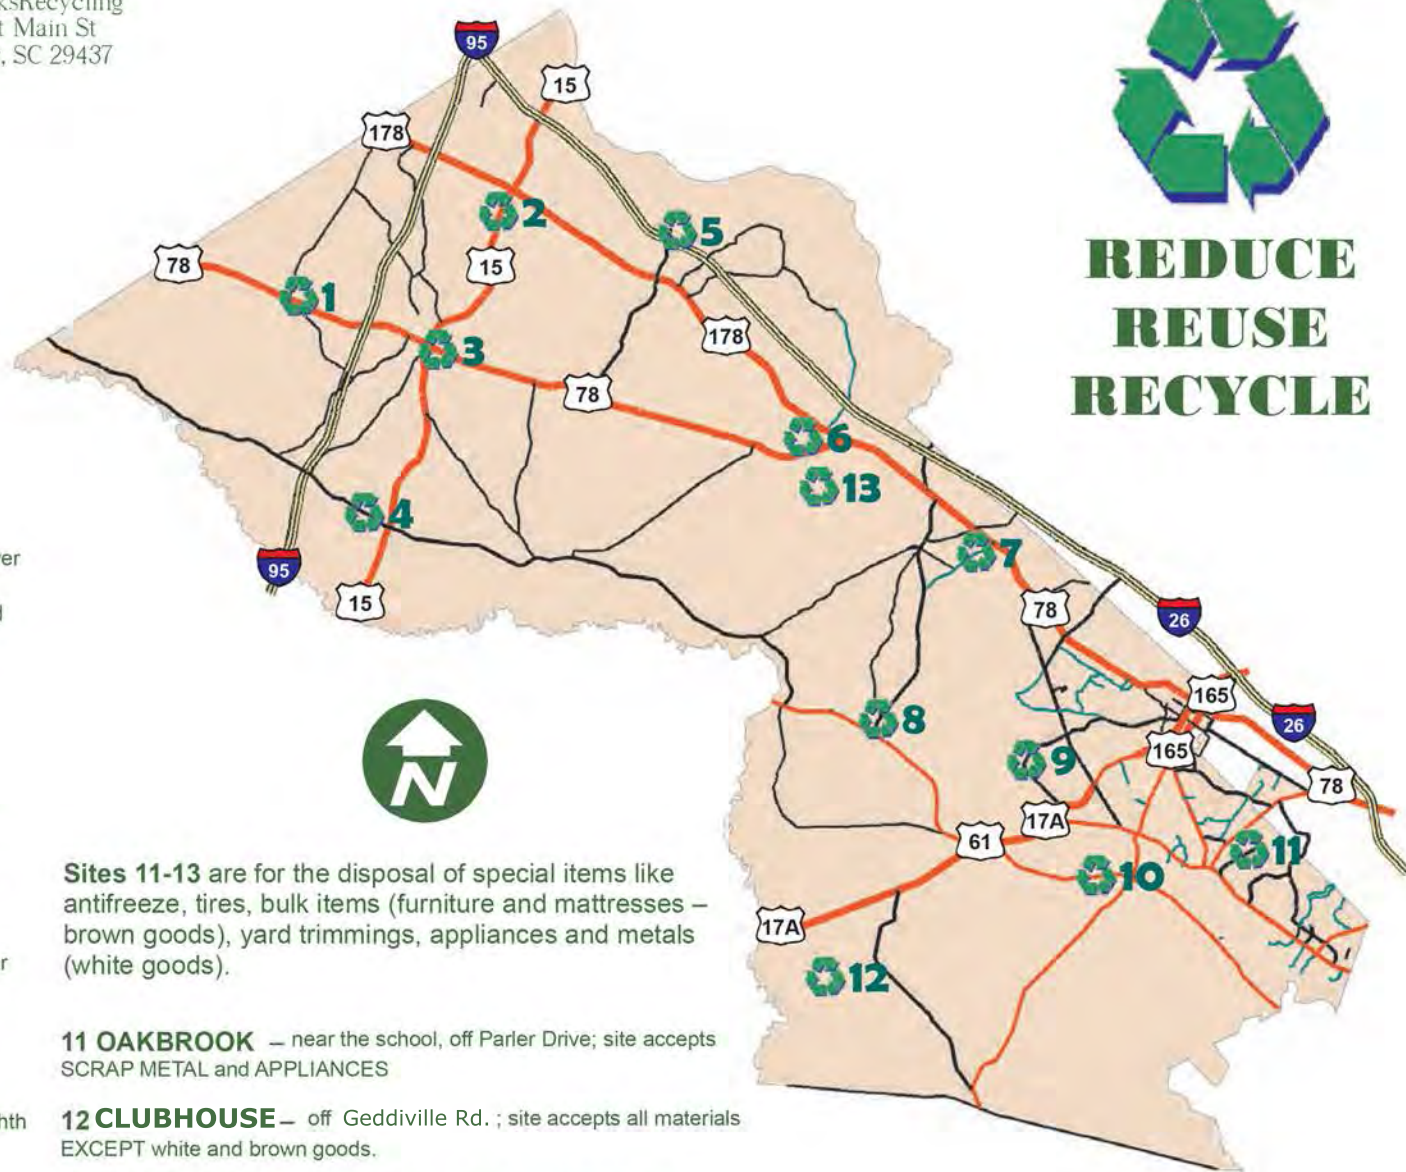 t Main St
, SC 29437
REDUCE
REUSE
RECYCLE
95
15
178
2
5
78
15
1
178
3
78
6
13
4
7
95
15
78
26
165
8
26
165
9
78
17A
61
11
10
17A
12
N
Sites 11-13 are for the disposal of special items like
antifreeze, tires, bulk items (furniture and mattresses –
brown goods), yard trimmings, appliances and metals
(white goods).
11 OAKBROOK – near the school, off Parler Drive; site accepts
SCRAP METAL and APPLIANCES
12 CLUBHOUSE – off Geddiville Rd. ; site accepts all materials
EXCEPT white and brown goods.